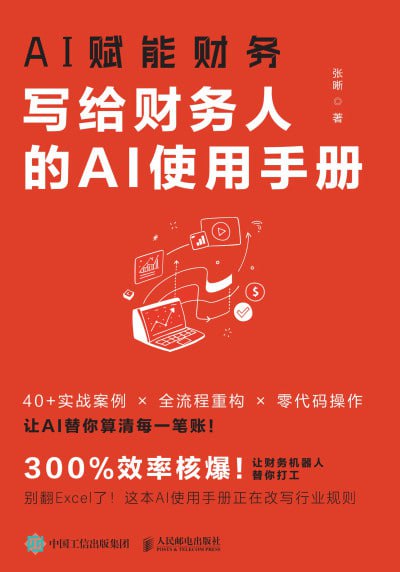 AI赋能财务
张晰 著
写给财务人
的AI使用手册
40+实战案例 × 全流程重构 × 零代码操作
让AI替你算清每一笔账！
300%效率核爆！
让财务机器人
替你打工
别翻Excel了！这本AI使用手册正在改写行业规则
中国工信出版集团
人民邮电出版社
POSTS & TELECOM PRESS